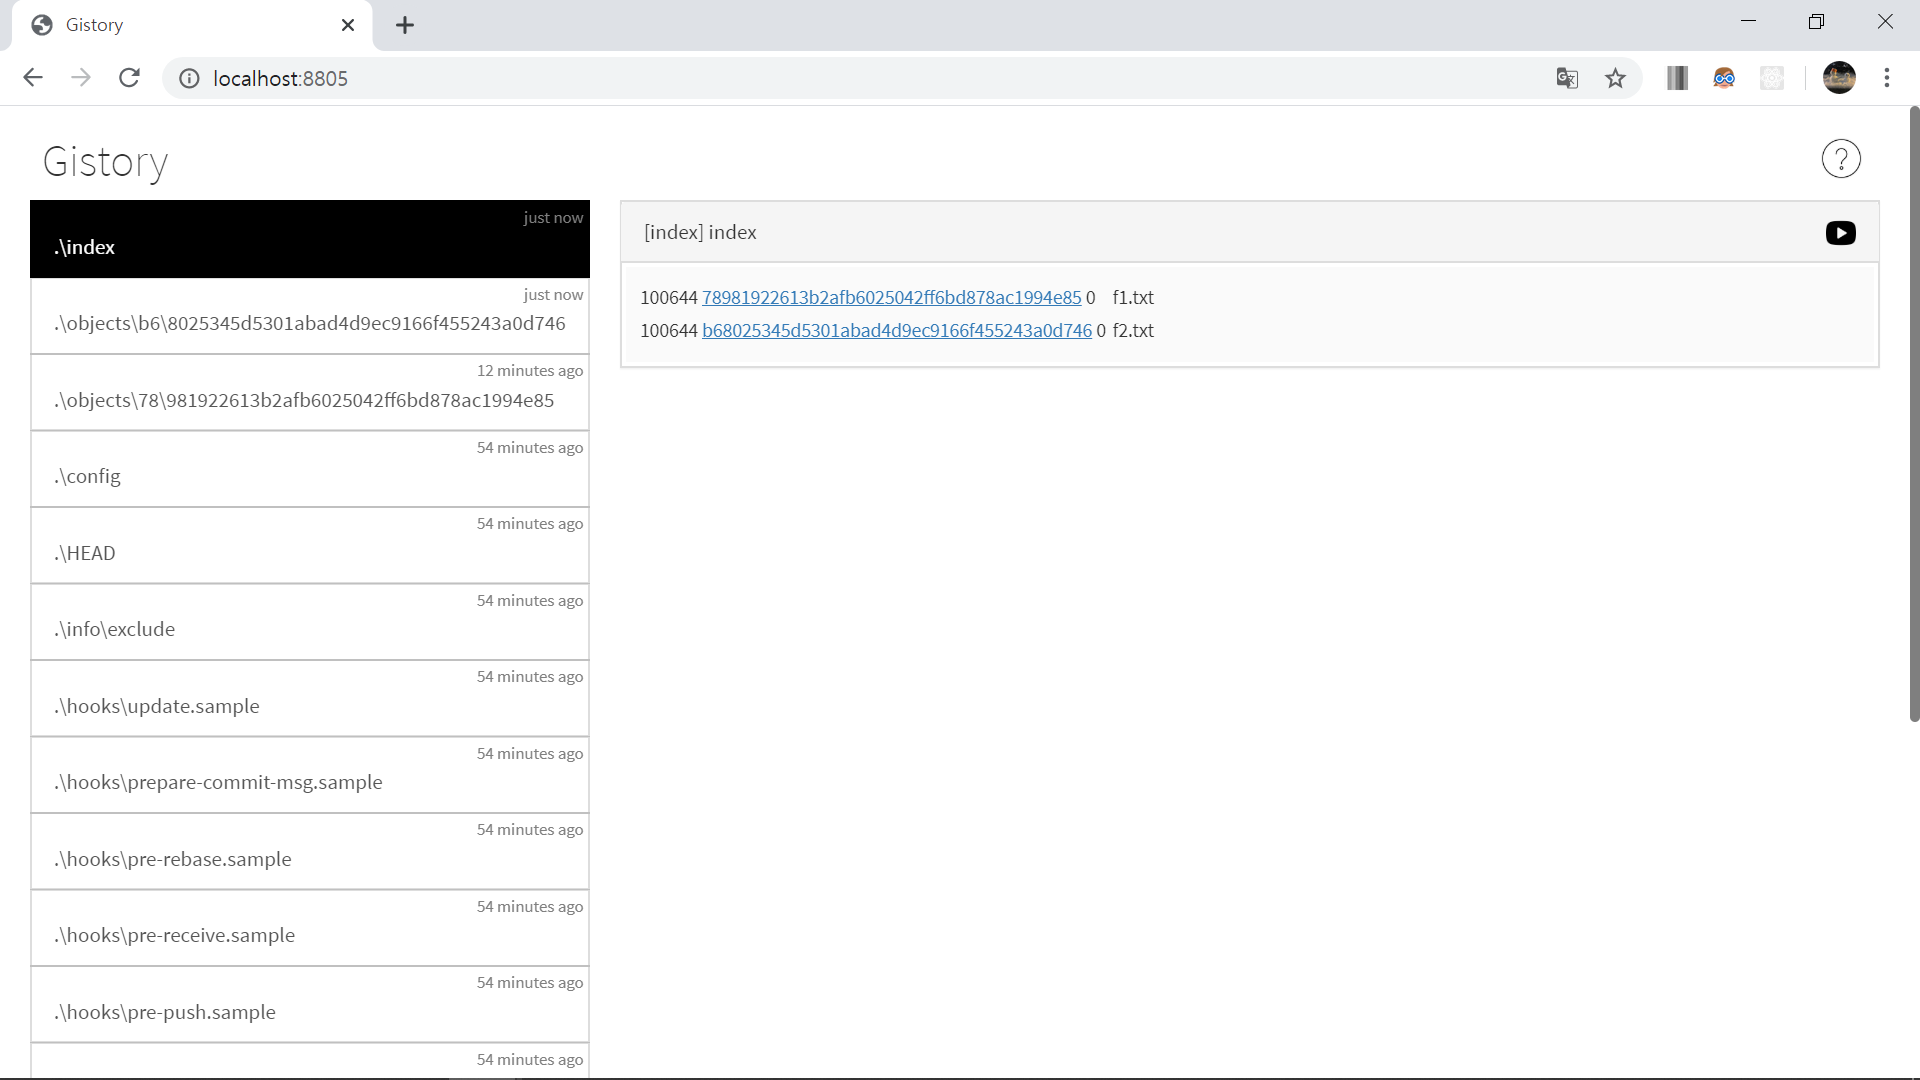 Gistory
localhost:8805
Gistory
?
just now
.\index
just now
.\objects\b6\8025345d5301abad4d9ec9166f455243a0d746
12 minutes ago
.\objects\78\981922613b2afb6025042ff6bd878ac1994e85
54 minutes ago
.\config
54 minutes ago
.\HEAD
54 minutes ago
.\info\exclude
54 minutes ago
.\hooks\update.sample
54 minutes ago
.\hooks\prepare-commit-msg.sample
54 minutes ago
.\hooks\pre-rebase.sample
54 minutes ago
.\hooks\pre-receive.sample
54 minutes ago
.\hooks\pre-push.sample
54 minutes ago
[index] index
100644 78981922613b2afb6025042ff6bd878ac1994e85 0 f1.txt
100644 b68025345d5301abad4d9ec9166f455243a0d746 0 f2.txt